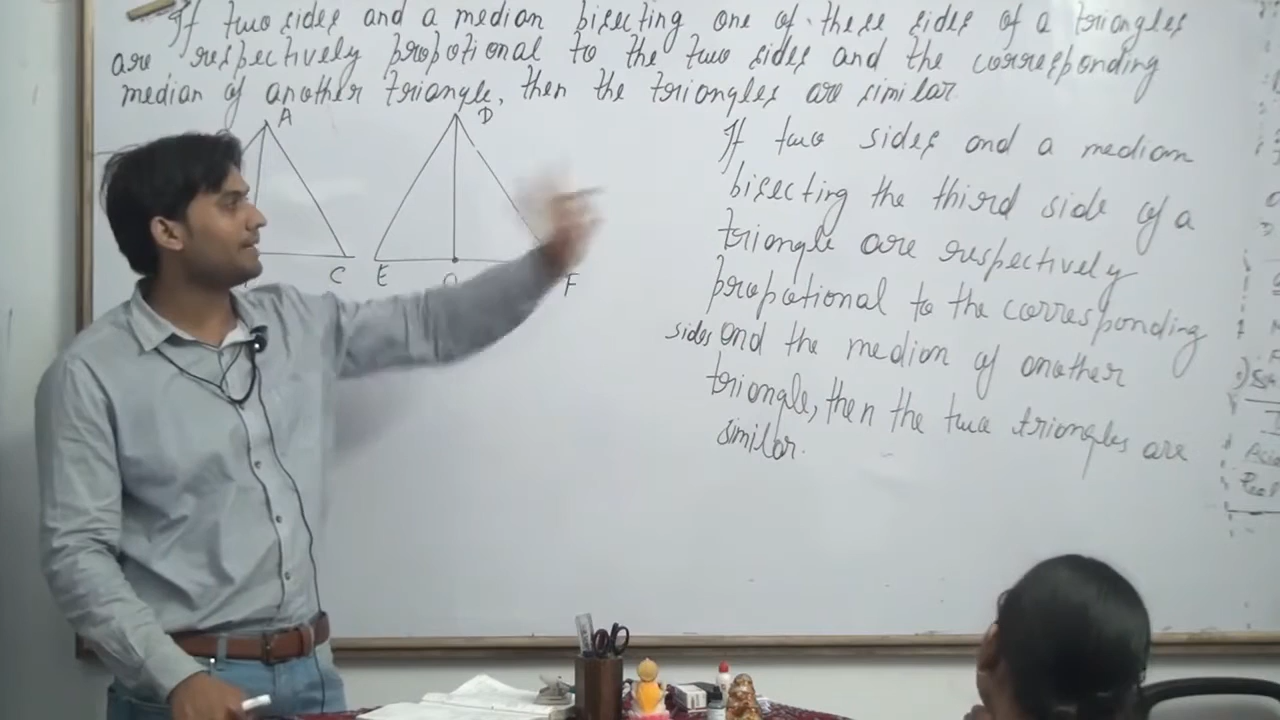 If two sides and a median bisecting one of these sides of a triangles
are respectively propotional to the two sides and the corresponding
median of another triangle, then the triangles are similar
A
D
C
E
F
If two sides and a median
bisecting the third side of a
triangle are respectively
propotional to the corresponding
sides and the median of another
triangle, then the two triangles are
similar.